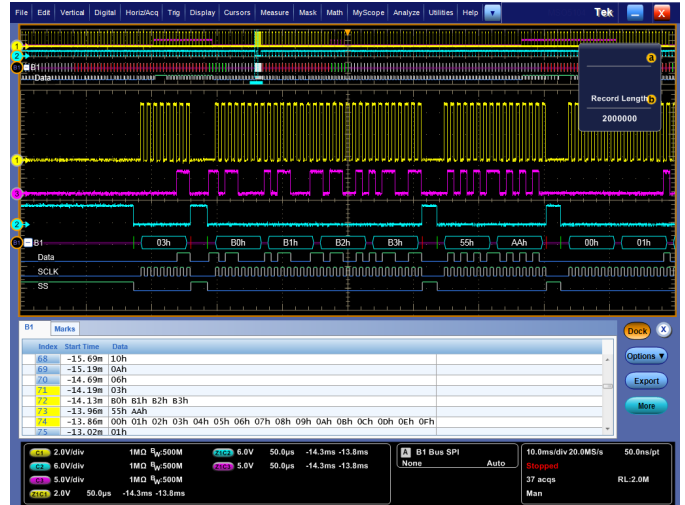 File Edit Vertical Digital Horiz/Acq Trig Display Cursors Measure Mask Math MyScope Analyze Utilities Help Tek X
a
Record Length b
2000000
1
2
B1 B1
Data
1
3
2
B1 B1 03h B0h B1h B2h B3h 55h AAh 00h 01h
Data
SCLK
SS
B1 Marks
Dock X
Index Start Time Data
68 -15.69m 10h
69 -15.19m 0Ah
Options
70 -14.69m 06h
71 -14.19m 03h
Export
72 -14.13m B0h B1h B2h B3h
73 -13.96m 55h AAh
More
74 -13.86m 00h 01h 02h 03h 04h 05h 06h 07h 08h 09h 0Ah 0Bh 0Ch 0Dh 0Eh 0Fh
75 -13.02m 01h
C1 2.0V/div 1MΩ BW:500M Z1C2 6.0V 50.0µs -14.3ms -13.8ms A B1 Bus SPI 10.0ms/div 20.0MS/s 50.0ns/pt
C2 6.0V/div 1MΩ BW:500M Z1C3 5.0V 50.0µs -14.3ms -13.8ms None Auto Stopped
C3 5.0V/div 1MΩ BW:500M 37 acqs RL:2.0M
Z1C1 2.0V 50.0µs -14.3ms -13.8ms Man